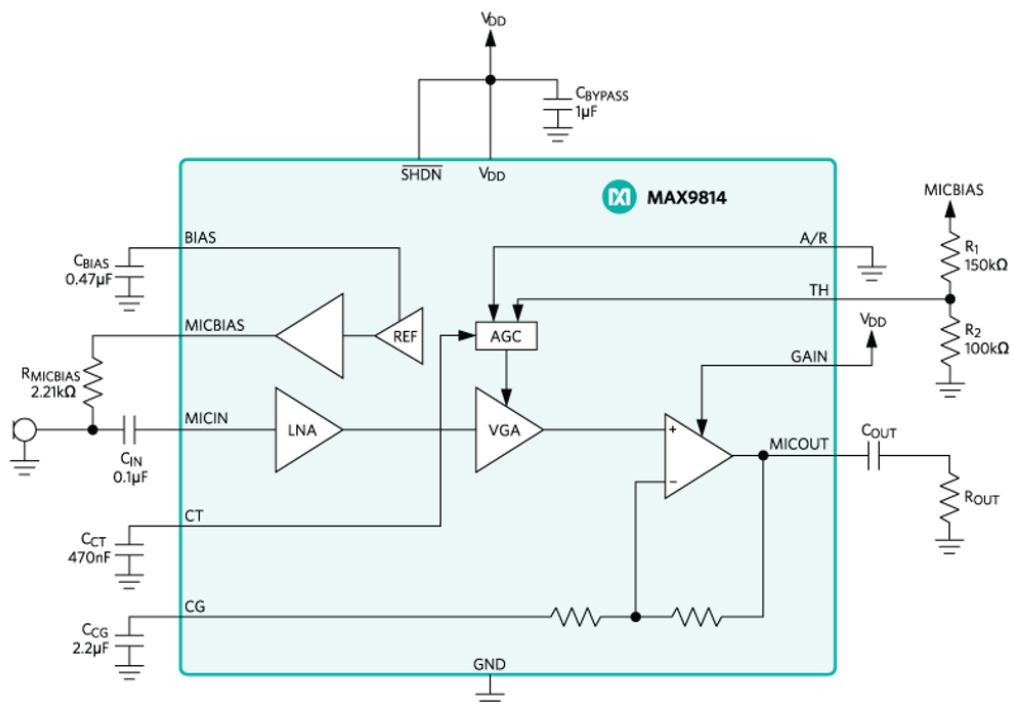 VDD
CBYPASS
1µF
SHDN
VDD
MAX9814
MICBIAS
R1
150kΩ
BIAS
A/R
CBIAS
0.47µF
TH
MICBIAS
REF
AGC
VDD
R2
100kΩ
GAIN
RMICBIAS
2.21kΩ
MICIN
LNA
VGA
+
−
MICOUT
COUT
CIN
0.1µF
ROUT
CT
CCT
470nF
CG
CCG
2.2µF
GND